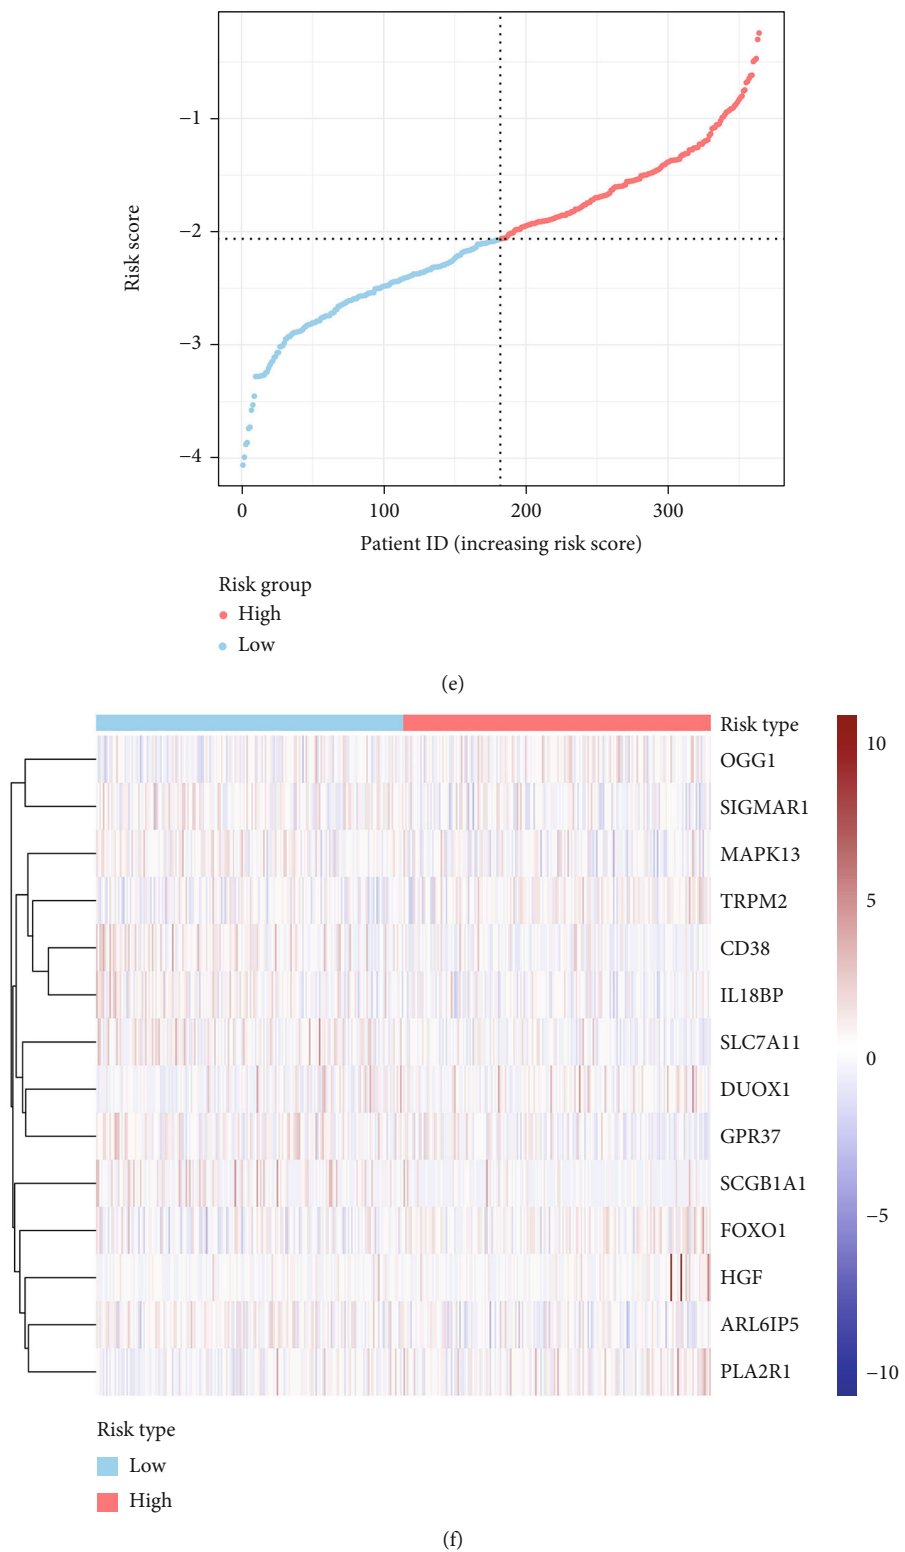 −1
−2
−3
−4
Risk score
0 100 200 300
Patient ID (increasing risk score)
Risk group
High
Low
(e)
Risk type
OGG1
SIGMAR1
MAPK13
TRPM2
CD38
IL18BP
SLC7A11
DUOX1
GPR37
SCGB1A1
FOXO1
HGF
ARL6IP5
PLA2R1
10
5
0
−5
−10
Risk type
Low
High
(f)